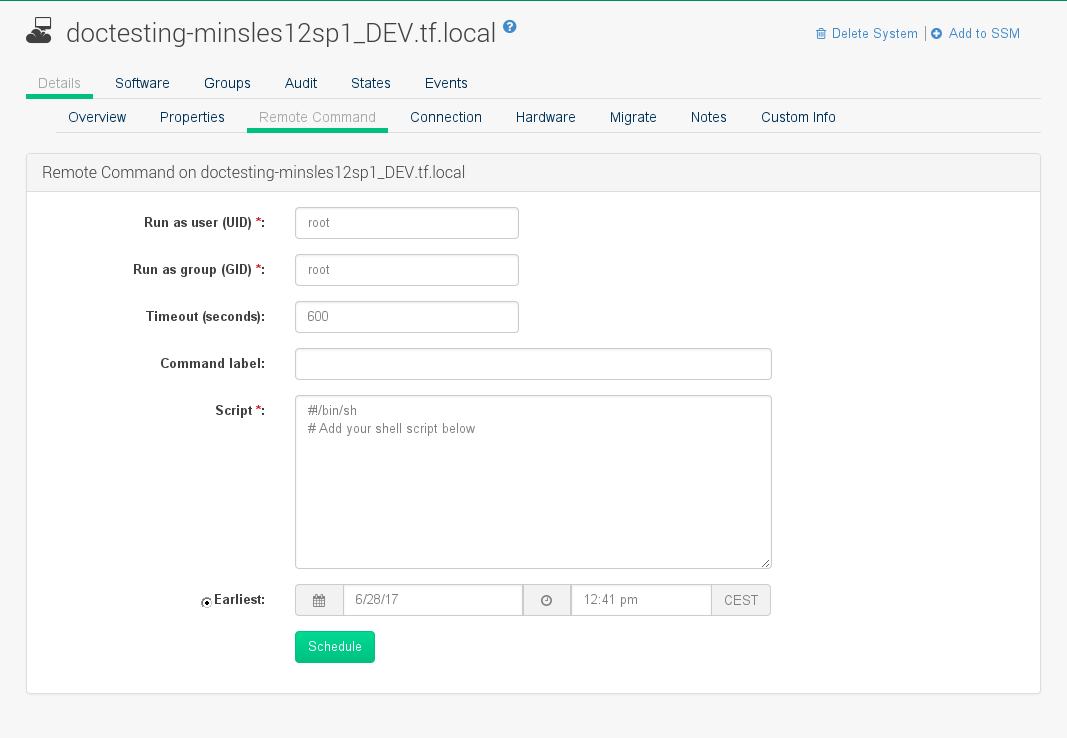 doctesting-minsles12sp1_DEV.tf.local ?
Delete System | Add to SSM
Details Software Groups Audit States Events
Overview Properties Remote Command Connection Hardware Migrate Notes Custom Info
Remote Command on doctesting-minsles12sp1_DEV.tf.local
Run as user (UID) *: root
Run as group (GID) *: root
Timeout (seconds): 600
Command label:
Script *: #!/bin/sh
# Add your shell script below
Earliest: 6/28/17 12:41 pm CEST
Schedule